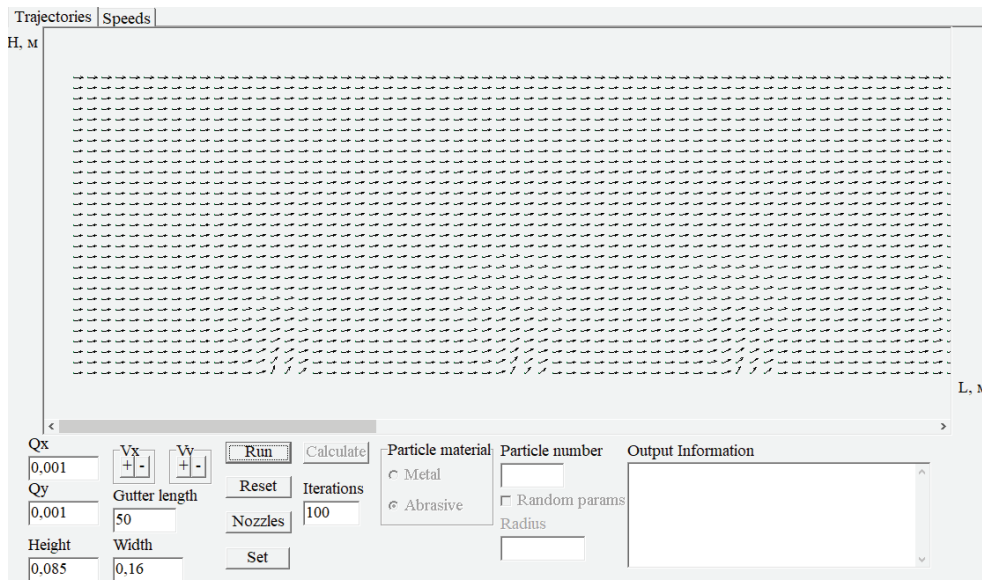 Trajectories Speeds
H, м
L, м
Qx
0,001
Qy
0,001
Height
0,085
Vx
+ -
Vy
+ -
Gutter length
50
Width
0,16
Run
Reset
Nozzles
Set
Calculate
Iterations
100
Particle material
Metal
Abrasive
Particle number
Random params
Radius
Output Information